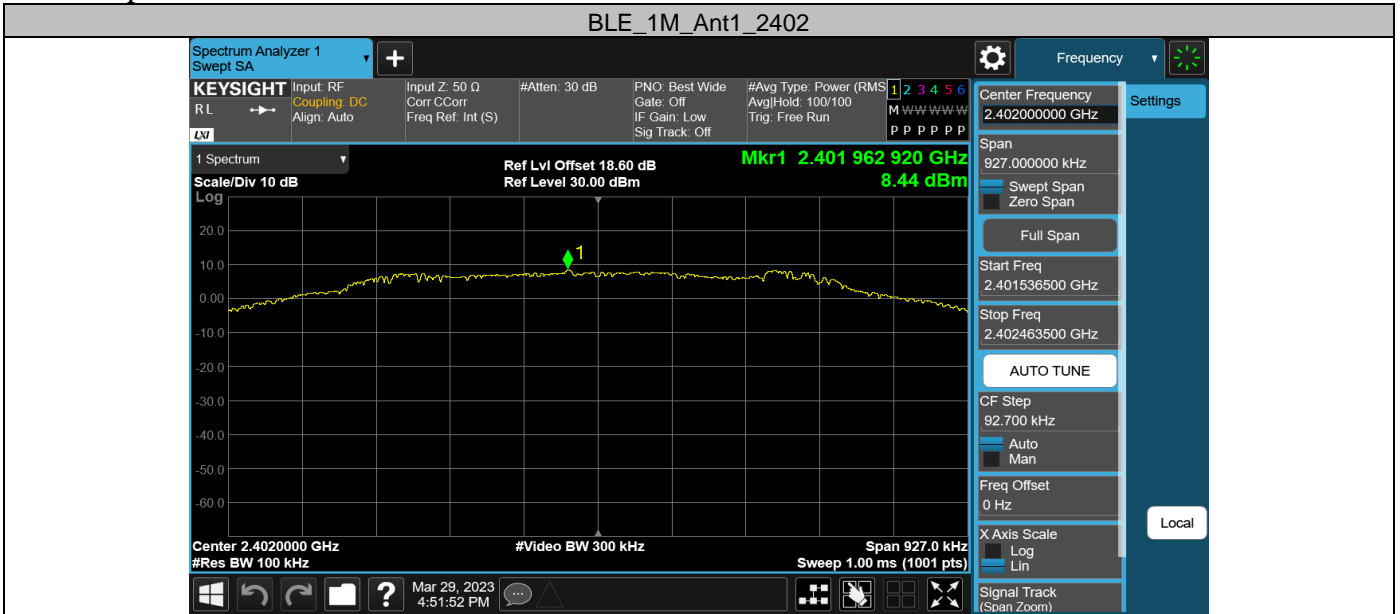 BLE_1M_Ant1_2402
Spectrum Analyzer 1
Swept SA
Frequency
KEYSIGHT
RL
LXI
Input: RF
Coupling: DC
Align: Auto
Input Z: 50 Ω
Corr CCorr
Freq Ref: Int (S)
#Atten: 30 dB
PNO: Best Wide
Gate: Off
IF Gain: Low
Sig Track: Off
#Avg Type: Power (RMS
Avg|Hold: 100/100
Trig: Free Run
1 2 3 4 5 6
M W W W W W
P P P P P P
1 Spectrum
Scale/Div 10 dB
Ref Lvl Offset 18.60 dB
Ref Level 30.00 dBm
Mkr1 2.401 962 920 GHz
8.44 dBm
Log
20.0
10.0
0.00
-10.0
-20.0
-30.0
-40.0
-50.0
-60.0
1
Center 2.4020000 GHz
#Video BW 300 kHz
Span 927.0 kHz
#Res BW 100 kHz
Sweep 1.00 ms (1001 pts)
Center Frequency
2.402000000 GHz
Settings
Span
927.000000 kHz
Swept Span
Zero Span
Full Span
Start Freq
2.401536500 GHz
Stop Freq
2.402463500 GHz
AUTO TUNE
CF Step
92.700 kHz
Auto
Man
Freq Offset
0 Hz
X Axis Scale
Log
Lin
Local
Signal Track
(Span Zoom)
?
Mar 29, 2023
4:51:52 PM